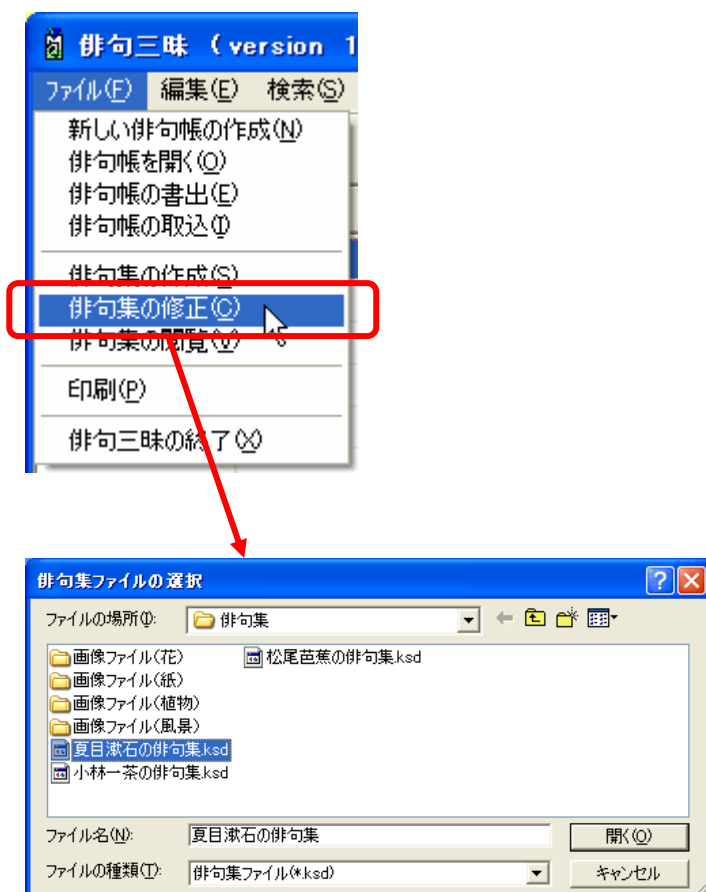 俳句三昧 （version 1
ファイル(F) 編集(E) 検索(S)
新しい俳句帳の作成(N)
俳句帳を開く(O)
俳句帳の書出(E)
俳句帳の取込(I)
俳句集の作成(S)
俳句集の修正(C)
俳句集の閲覧(V)
印刷(P)
俳句三昧の終了(X)
俳句集ファイルの選択
ファイルの場所(I): 俳句集
画像ファイル(花) 松尾芭蕉の俳句集.ksd
画像ファイル(紙)
画像ファイル(植物)
画像ファイル(風景)
夏目漱石の俳句集.ksd
小林一茶の俳句集.ksd
ファイル名(N): 夏目漱石の俳句集 開く(O)
ファイルの種類(T): 俳句集ファイル(*.ksd) キャンセル